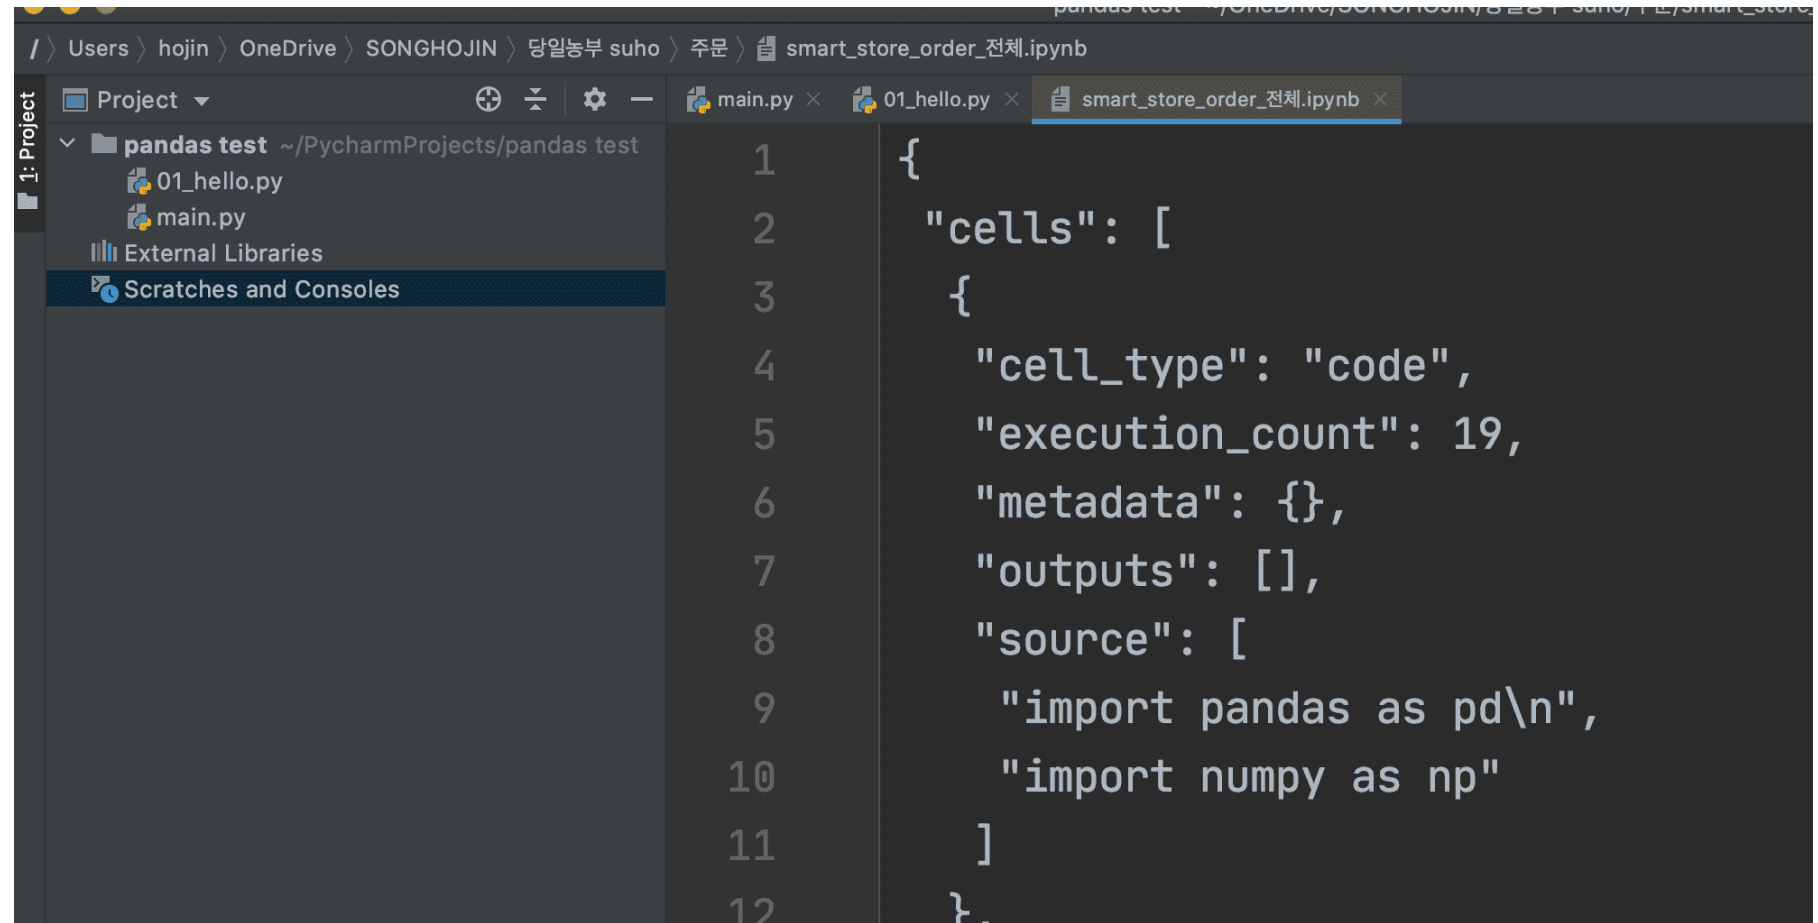 pandas test
/ Users hojin OneDrive SONGHOJIN 당일농부 suho 주문 smart_store_order_전체.ipynb
1: Project
Project
main.py
01_hello.py
smart_store_order_전체.ipynb
pandas test ~/PycharmProjects/pandas test
01_hello.py
main.py
External Libraries
Scratches and Consoles
1 {
2 "cells": [
3 {
4 "cell_type": "code",
5 "execution_count": 19,
6 "metadata": {},
7 "outputs": [],
8 "source": [
9 "import pandas as pd\n",
10 "import numpy as np"
11 ]
12 },